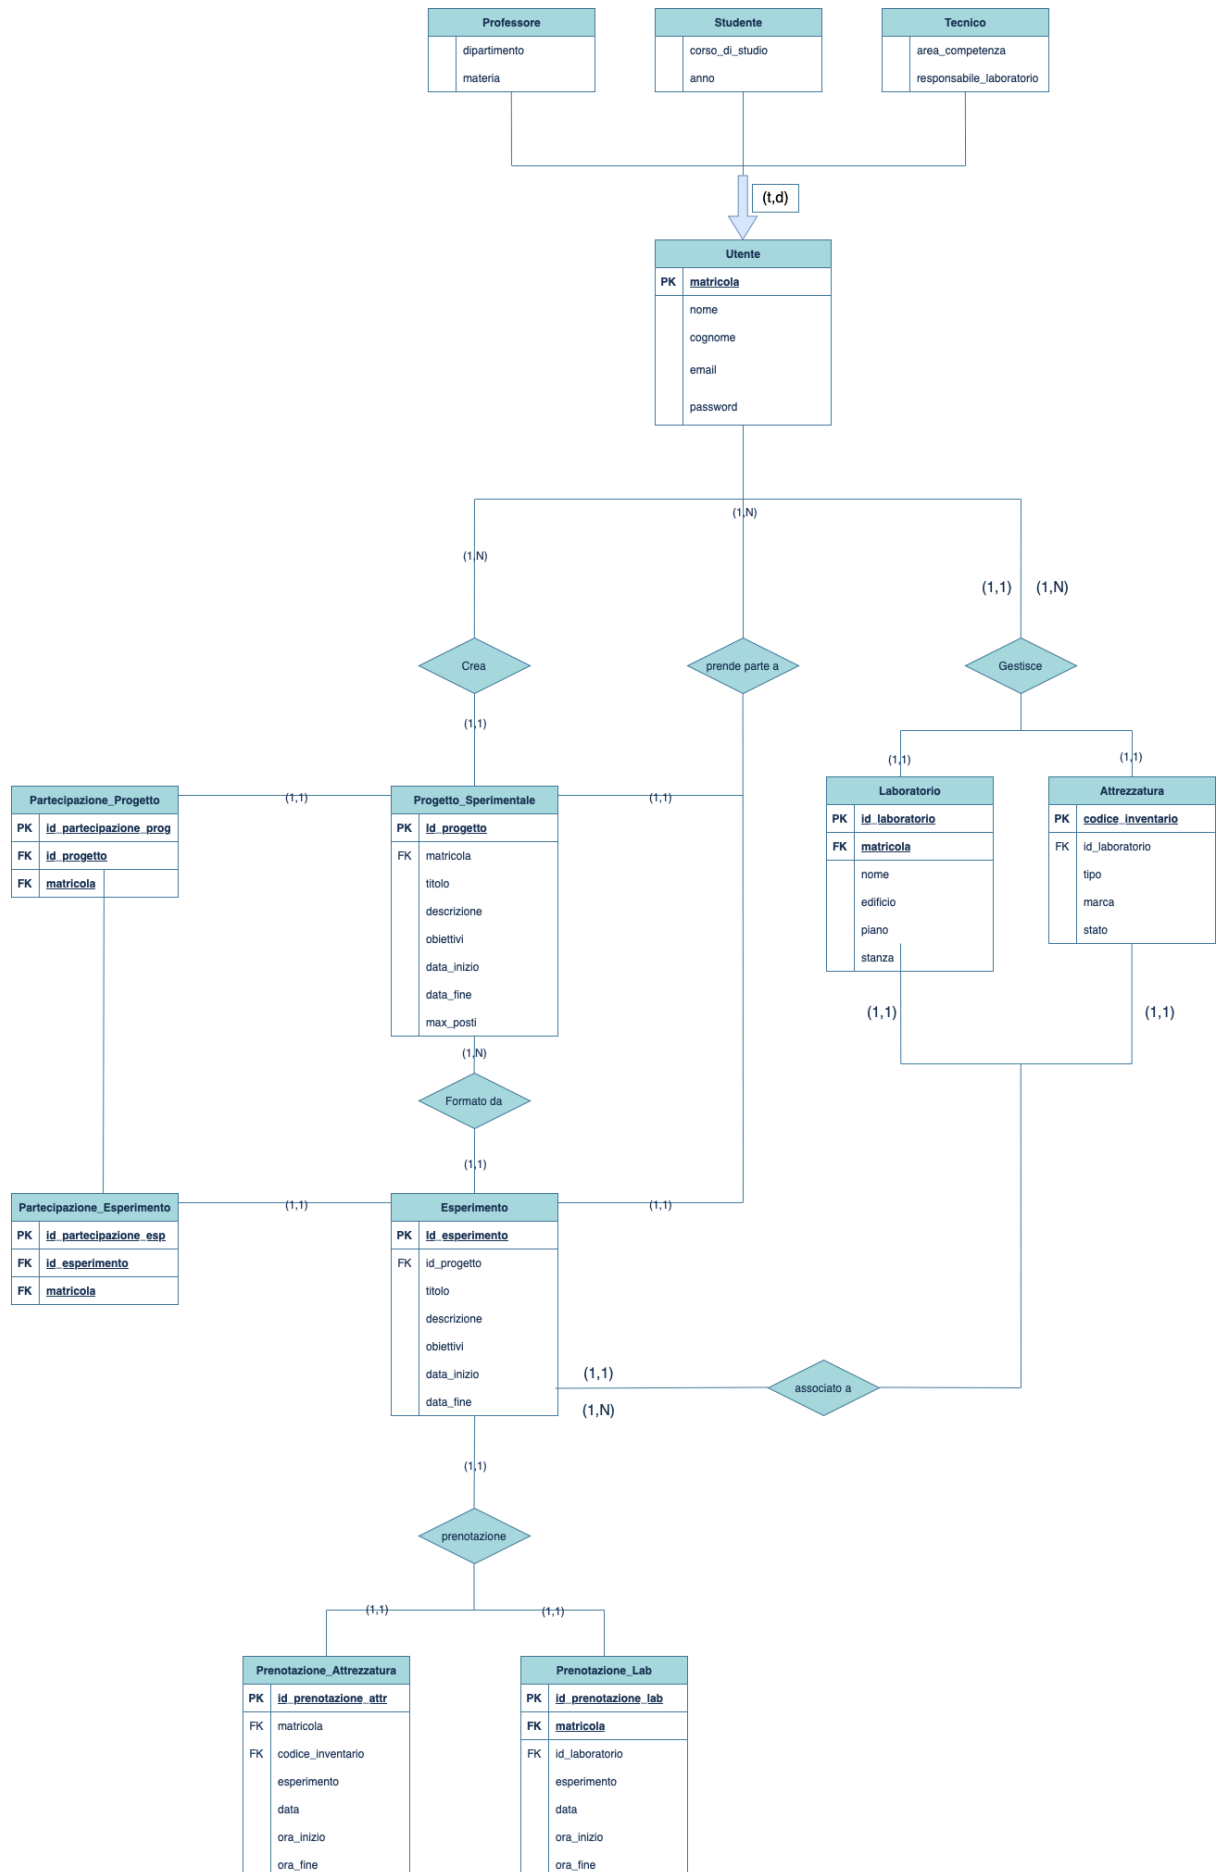 Professore
dipartimento
materia
Studente
corso_di_studio
anno
Tecnico
area_competenza
responsabile_laboratorio
(t,d)
Utente
PK matricola
nome
cognome
email
password
(1,N)
(1,N)
(1,1) (1,N)
Crea
prende parte a
Gestisce
(1,1)
(1,1)
(1,1)
Partecipazione_Progetto
PK id_partecipazione_prog
FK id_progetto
FK matricola
(1,1)
Progetto_Sperimentale
PK Id_progetto
FK matricola
titolo
descrizione
obiettivi
data_inizio
data_fine
max_posti
(1,1)
Laboratorio
PK id_laboratorio
FK matricola
nome
edificio
piano
stanza
Attrezzatura
PK codice_inventario
FK id_laboratorio
tipo
marca
stato
(1,1)
(1,1)
(1,N)
Formato da
(1,1)
Partecipazione_Esperimento
PK id_partecipazione_esp
FK id_esperimento
FK matricola
(1,1)
Esperimento
PK Id_esperimento
FK id_progetto
titolo
descrizione
obiettivi
data_inizio
data_fine
(1,1)
(1,1)
(1,N)
associato a
(1,1)
prenotazione
(1,1)
(1,1)
Prenotazione_Attrezzatura
PK id_prenotazione_attr
FK matricola
FK codice_inventario
esperimento
data
ora_inizio
ora_fine
Prenotazione_Lab
PK id_prenotazione_lab
FK matricola
FK id_laboratorio
esperimento
data
ora_inizio
ora_fine